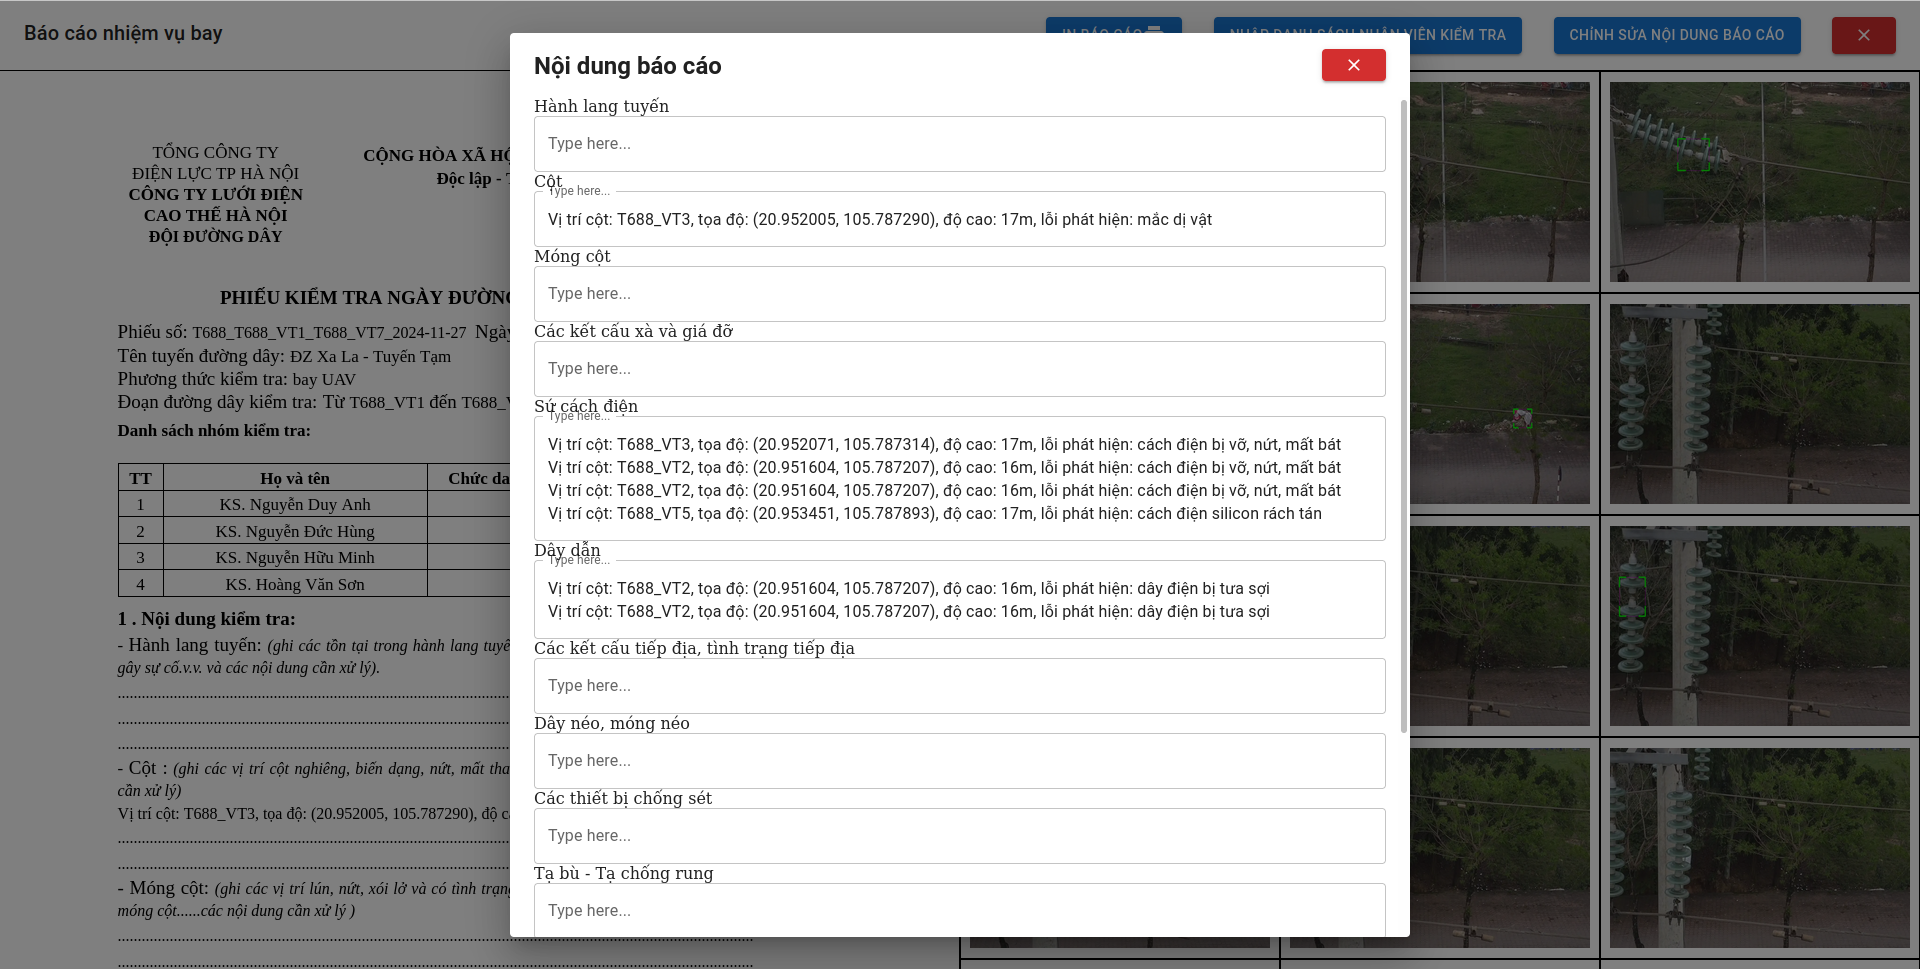 Báo cáo nhiệm vụ bay
IN BÁO CÁO
NHẬP DANH SÁCH NHÂN VIÊN KIỂM TRA
CHỈNH SỬA NỘI DUNG BÁO CÁO
TỔNG CÔNG TY
ĐIỆN LỰC TP HÀ NỘI
CÔNG TY LƯỚI ĐIỆN
CAO THẾ HÀ NỘI
ĐỘI ĐƯỜNG DÂY
CỘNG HÒA XÃ HỘ
Độc lập - T
PHIẾU KIỂM TRA NGÀY ĐƯỜNG
Phiếu số: T688_T688_VT1_T688_VT7_2024-11-27 Ngày
Tên tuyến đường dây: ĐZ Xa La - Tuyến Tạm
Phương thức kiểm tra: bay UAV
Đoạn đường dây kiểm tra: Từ T688_VT1 đến T688_V
Danh sách nhóm kiểm tra:
TT Họ và tên Chức da
1 KS. Nguyễn Duy Anh
2 KS. Nguyễn Đức Hùng
3 KS. Nguyễn Hữu Minh
4 KS. Hoàng Văn Sơn
1 . Nội dung kiểm tra:
- Hành lang tuyến: (ghi các tồn tại trong hành lang tuyế
gây sự cố.v.v. và các nội dung cần xử lý).
- Cột : (ghi các vị trí cột nghiêng, biến dạng, nứt, mất tha
cần xử lý)
Vị trí cột: T688_VT3, tọa độ: (20.952005, 105.787290), độ c
- Móng cột: (ghi các vị trí lún, nứt, xói lở và có tình trạng
móng cột......các nội dung cần xử lý )
Nội dung báo cáo
Hành lang tuyến
Type here...
Cột
Type here...
Vị trí cột: T688_VT3, tọa độ: (20.952005, 105.787290), độ cao: 17m, lỗi phát hiện: mắc dị vật
Móng cột
Type here...
Các kết cấu xà và giá đỡ
Type here...
Sứ cách điện
Type here...
Vị trí cột: T688_VT3, tọa độ: (20.952071, 105.787314), độ cao: 17m, lỗi phát hiện: cách điện bị vỡ, nứt, mất bát
Vị trí cột: T688_VT2, tọa độ: (20.951604, 105.787207), độ cao: 16m, lỗi phát hiện: cách điện bị vỡ, nứt, mất bát
Vị trí cột: T688_VT2, tọa độ: (20.951604, 105.787207), độ cao: 16m, lỗi phát hiện: cách điện bị vỡ, nứt, mất bát
Vị trí cột: T688_VT5, tọa độ: (20.953451, 105.787893), độ cao: 17m, lỗi phát hiện: cách điện silicon rách tán
Dây dẫn
Type here...
Vị trí cột: T688_VT2, tọa độ: (20.951604, 105.787207), độ cao: 16m, lỗi phát hiện: dây điện bị tưa sợi
Vị trí cột: T688_VT2, tọa độ: (20.951604, 105.787207), độ cao: 16m, lỗi phát hiện: dây điện bị tưa sợi
Các kết cấu tiếp địa, tình trạng tiếp địa
Type here...
Dây néo, móng néo
Type here...
Các thiết bị chống sét
Type here...
Tạ bù - Tạ chống rung
Type here...